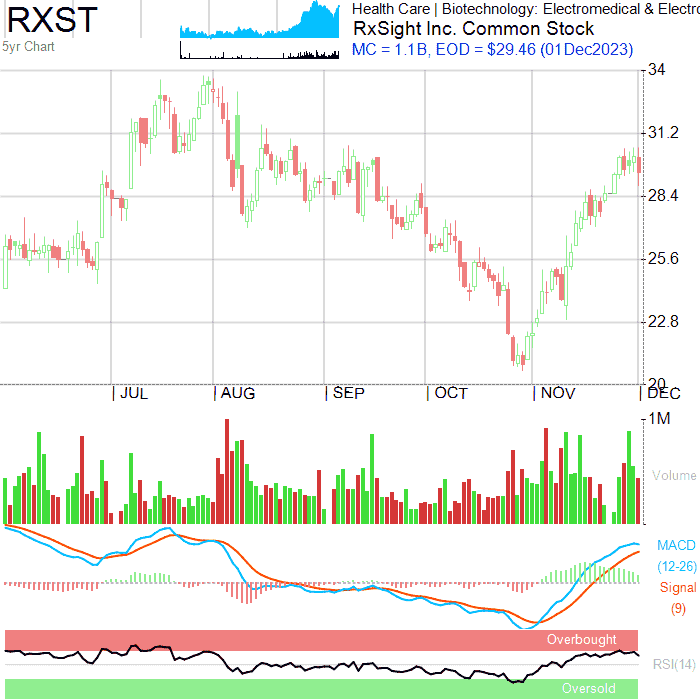 RXST
5yr Chart
Health Care | Biotechnology: Electromedical & Electro
RxSight Inc. Common Stock
MC = 1.1B, EOD = $29.46 (01Dec2023)
34
31.2
28.4
25.6
22.8
20
JUL
AUG
SEP
OCT
NOV
DEC
1M
Volume
MACD
(12-26)
Signal
(9)
Overbought
RSI(14)
Oversold